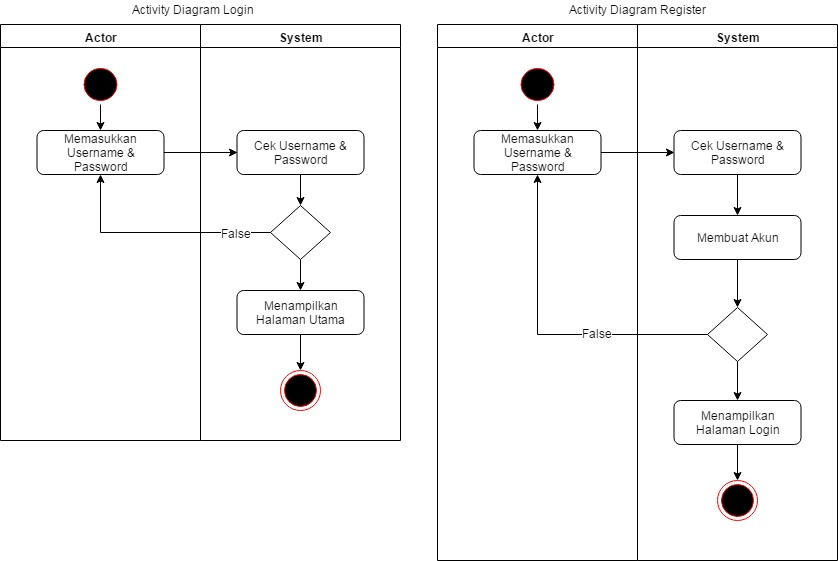 Activity Diagram Login
Actor
System
Memasukkan
Username &
Password
Cek Username &
Password
False
Menampilkan
Halaman Utama
Activity Diagram Register
Actor
System
Memasukkan
Username &
Password
Cek Username &
Password
Membuat Akun
False
Menampilkan
Halaman Login